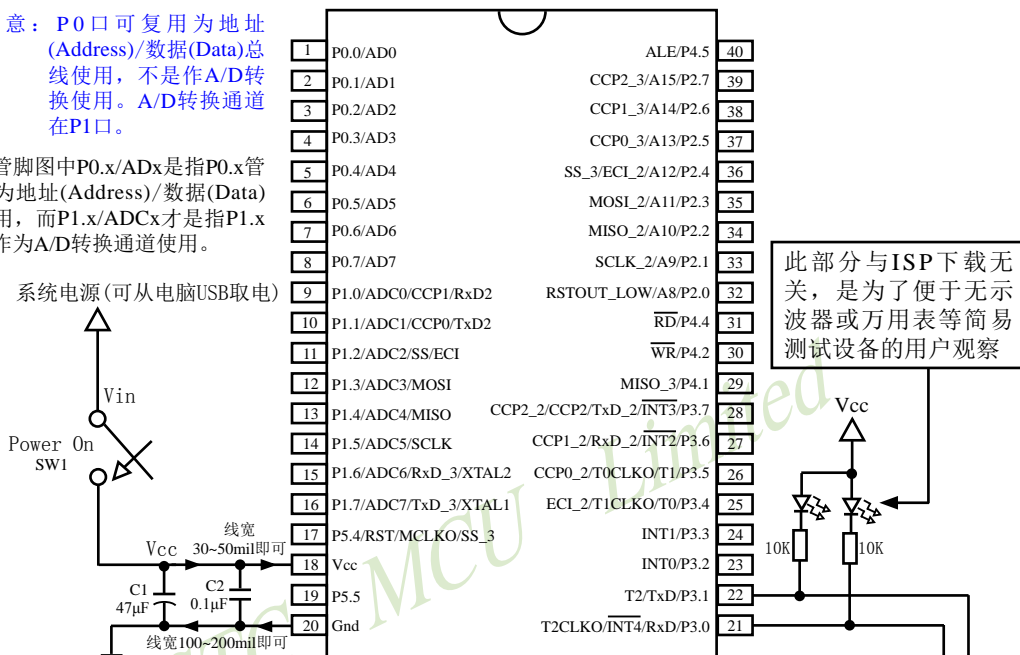 意：P0口可复用为地址
(Address)/数据(Data)总
线使用，不是作A/D转
换使用。A/D转换通道
在P1口。
管脚图中P0.x/ADx是指P0.x管
为地址(Address)/数据(Data)
用，而P1.x/ADCx才是指P1.x
作为A/D转换通道使用。
系统电源(可从电脑USB取电)
Vin
Power On
SW1
Vcc
线宽
30~50mil即可
C1
47μF
C2
0.1μF
线宽100~200mil即可
1 P0.0/AD0
2 P0.1/AD1
3 P0.2/AD2
4 P0.3/AD3
5 P0.4/AD4
6 P0.5/AD5
7 P0.6/AD6
8 P0.7/AD7
9 P1.0/ADC0/CCP1/RxD2
10 P1.1/ADC1/CCP0/TxD2
11 P1.2/ADC2/SS/ECI
12 P1.3/ADC3/MOSI
13 P1.4/ADC4/MISO
14 P1.5/ADC5/SCLK
15 P1.6/ADC6/RxD_3/XTAL2
16 P1.7/ADC7/TxD_3/XTAL1
17 P5.4/RST/MCLKO/SS_3
18 Vcc
19 P5.5
20 Gnd
ALE/P4.5 40
CCP2_3/A15/P2.7 39
CCP1_3/A14/P2.6 38
CCP0_3/A13/P2.5 37
SS_3/ECI_2/A12/P2.4 36
MOSI_2/A11/P2.3 35
MISO_2/A10/P2.2 34
SCLK_2/A9/P2.1 33
RSTOUT_LOW/A8/P2.0 32
RD/P4.4 31
WR/P4.2 30
MISO_3/P4.1 29
CCP2_2/CCP2/TxD_2/INT3/P3.7 28
CCP1_2/RxD_2/INT2/P3.6 27
CCP0_2/T0CLKO/T1/P3.5 26
ECI_2/T1CLKO/T0/P3.4 25
INT1/P3.3 24
INT0/P3.2 23
T2/TxD/P3.1 22
T2CLKO/INT4/RxD/P3.0 21
此部分与ISP下载无
关，是为了便于无示
波器或万用表等简易
测试设备的用户观察
Vcc
10K
10K
STC MCU Limited